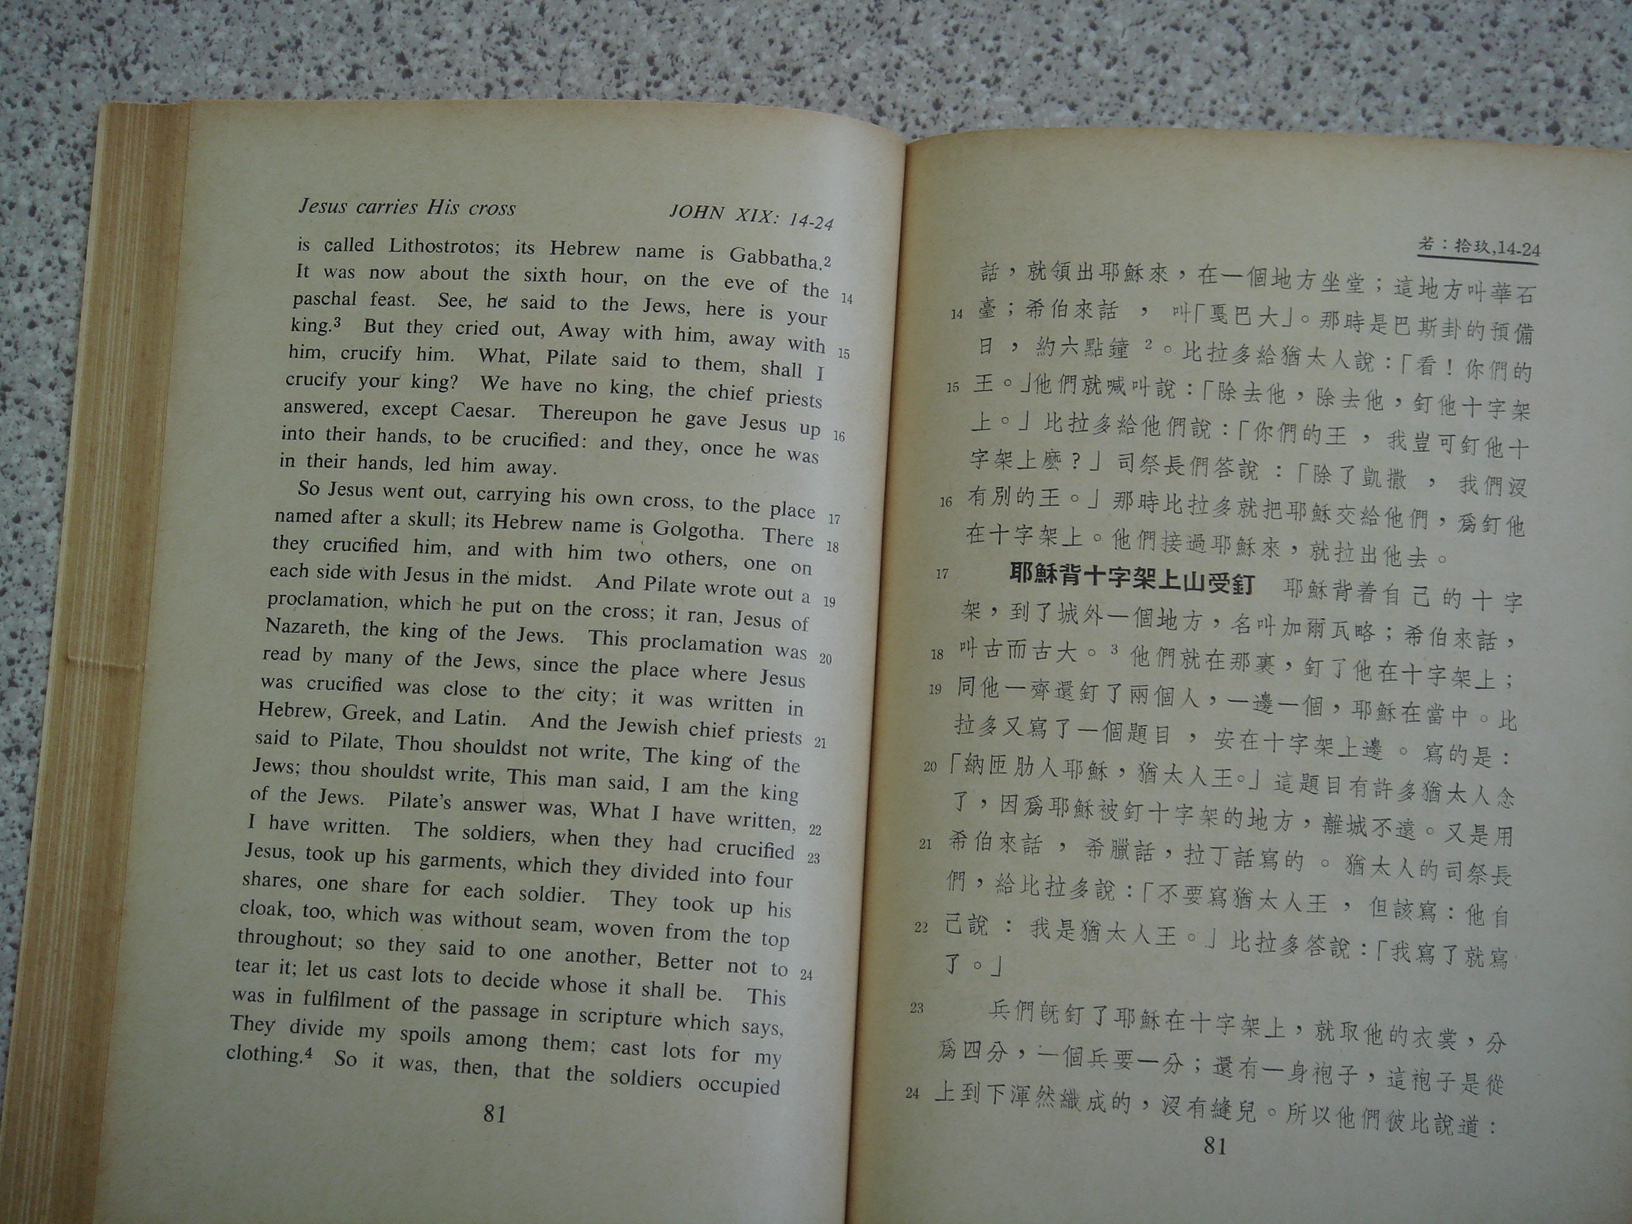 Jesus carries His cross JOHN XIX: 14-24
is called Lithostrotos; its Hebrew name is Gabbatha.2
It was now about the sixth hour, on the eve of the 14
paschal feast. See, he said to the Jews, here is your
king.3 But they cried out, Away with him, away with 15
him, crucify him. What, Pilate said to them, shall I
crucify your king? We have no king, the chief priests
answered, except Caesar. Thereupon he gave Jesus up 16
into their hands, to be crucified: and they, once he was
in their hands, led him away.
So Jesus went out, carrying his own cross, to the place 17
named after a skull; its Hebrew name is Golgotha. There 18
they crucified him, and with him two others, one on
each side with Jesus in the midst. And Pilate wrote out a 19
proclamation, which he put on the cross; it ran, Jesus of
Nazareth, the king of the Jews. This proclamation was 20
read by many of the Jews, since the place where Jesus
was crucified was close to the city; it was written in
Hebrew, Greek, and Latin. And the Jewish chief priests 21
said to Pilate, Thou shouldst not write, The king of the
Jews; thou shouldst write, This man said, I am the king
of the Jews. Pilate's answer was, What I have written, 22
I have written. The soldiers, when they had crucified 23
Jesus, took up his garments, which they divided into four
shares, one share for each soldier. They took up his
cloak, too, which was without seam, woven from the top
throughout; so they said to one another, Better not to 24
tear it; let us cast lots to decide whose it shall be. This
was in fulfilment of the passage in scripture which says,
They divide my spoils among them; cast lots for my
clothing.4 So it was, then, that the soldiers occupied
81
若：拾玖,14-24
話，就領出耶穌來，在一個地方坐堂；這地方叫華石
14 臺；希伯來話，叫「戛巴大」。那時是巴斯卦的預備
日，約六點鐘2。比拉多給猶太人說：「看！你們的
15 王。」他們就喊叫說：「除去他，除去他，釘他十字架
上。」比拉多給他們說：「你們的王，我豈可釘他十
字架上麼？」司祭長們答說：「除了凱撒，我們沒
16 有別的王。」那時比拉多就把耶穌交給他們，爲釘他
在十字架上。他們接過耶穌來，就拉出他去。
17 耶穌背十字架上山受釘 耶穌背着自己的十字
架，到了城外一個地方，名叫加爾瓦略；希伯來話，
18 叫古而古大。3他們就在那裏，釘了他在十字架上；
19 同他一齊還釘了兩個人，一邊一個，耶穌在當中。比
拉多又寫了一個題目，安在十字架上邊。寫的是：
20 「納匝肋人耶穌，猶太人王。」這題目有許多猶太人念
了，因爲耶穌被釘十字架的地方，離城不遠。又是用
21 希伯來話，希臘話，拉丁話寫的。猶太人的司祭長
們，給比拉多說：「不要寫猶太人王，但該寫：他自
22 己說：我是猶太人王。」比拉多答說：「我寫了就寫
了。」
23 兵們旣釘了耶穌在十字架上，就取他的衣裳，分
爲四分，一個兵要一分；還有一身袍子，這袍子是從
24 上到下渾然織成的，沒有縫兒。所以他們彼此說道：
81